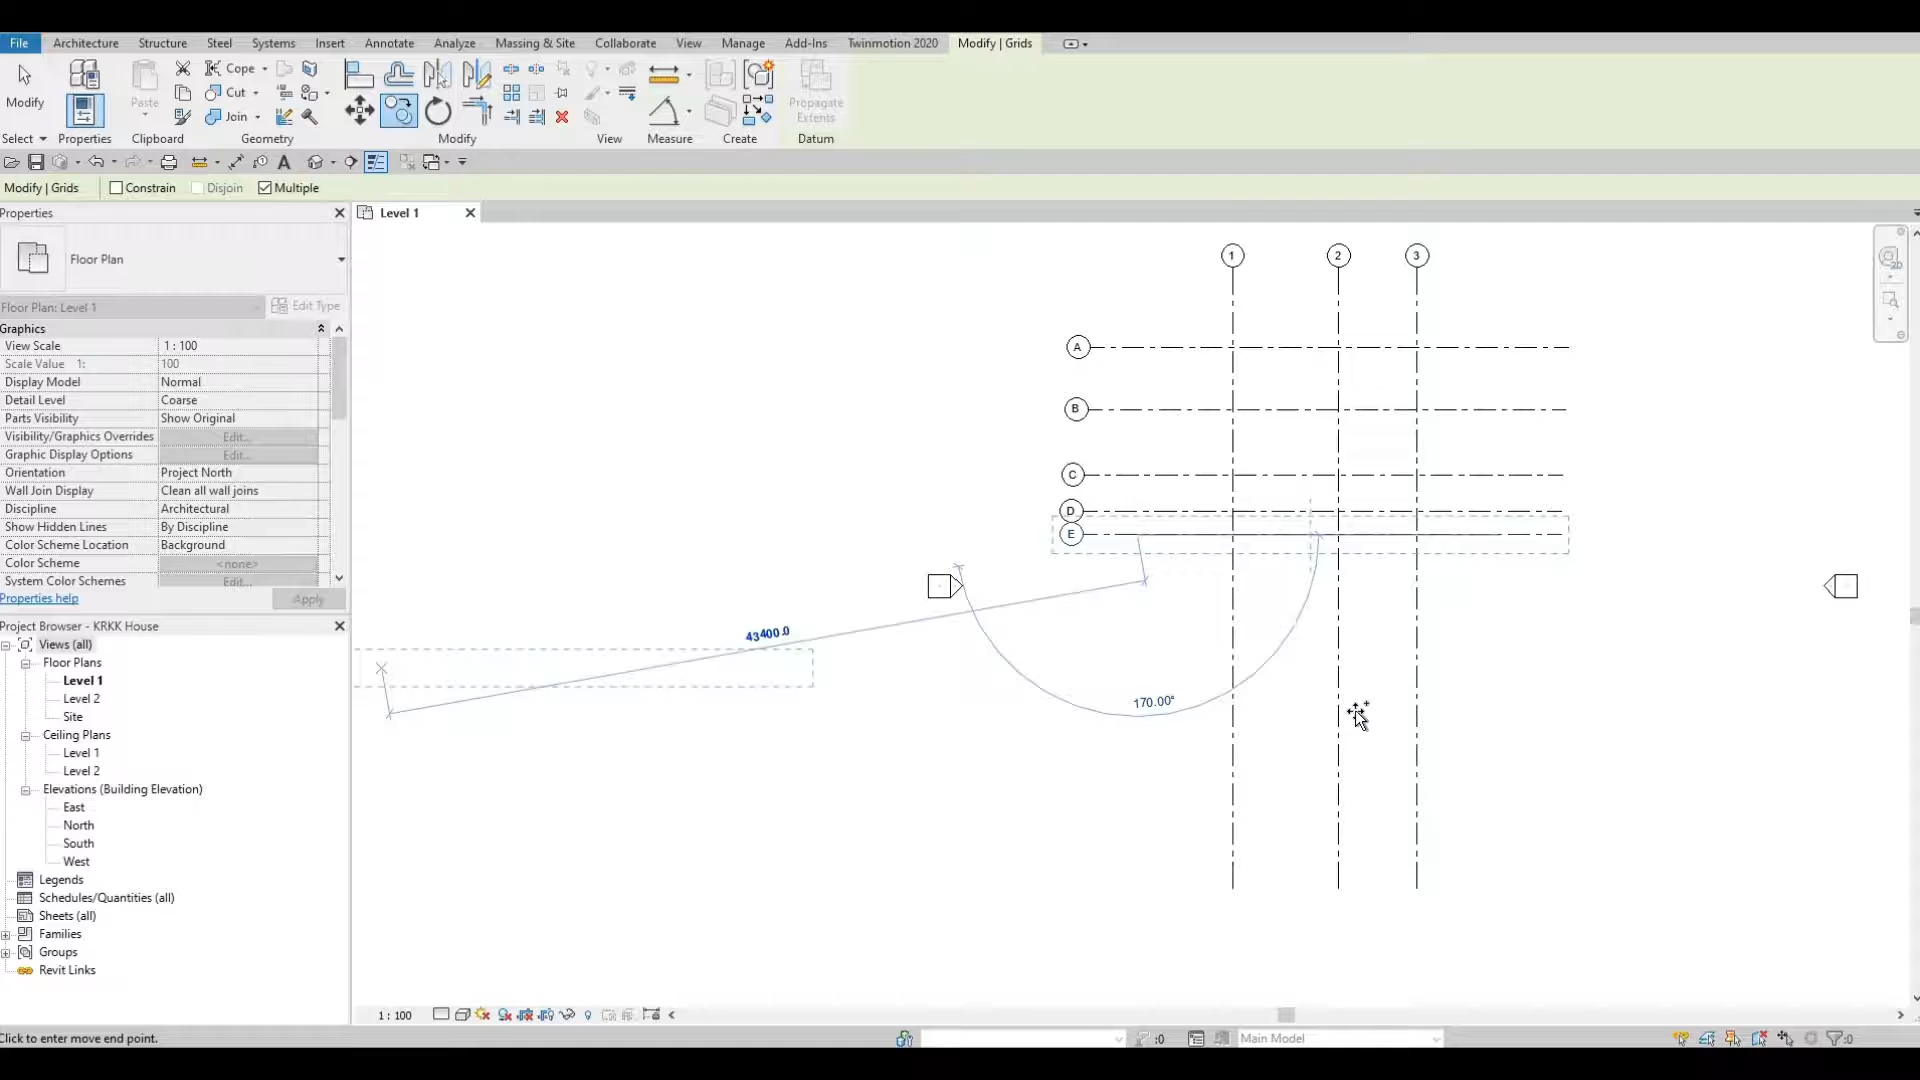 File Architecture Structure Steel Systems Insert Annotate Analyze Massing & Site Collaborate View Manage Add-Ins Twinmotion 2020 Modify | Grids
Cope
Cut
Join
Modify
Paste
Propagate Extents
Select Properties Clipboard Geometry Modify View Measure Create Datum
Modify | Grids Constrain Disjoin Multiple
Properties
Level 1
Floor Plan
Floor Plan: Level 1 Edit Type
Graphics
View Scale 1 : 100
Scale Value 1: 100
Display Model Normal
Detail Level Coarse
Parts Visibility Show Original
Visibility/Graphics Overrides Edit...
Graphic Display Options Edit...
Orientation Project North
Wall Join Display Clean all wall joins
Discipline Architectural
Show Hidden Lines By Discipline
Color Scheme Location Background
Color Scheme <none>
System Color Schemes Edit...
Properties help Apply
Project Browser - KRKK House
Views (all)
Floor Plans
Level 1
Level 2
Site
Ceiling Plans
Level 1
Level 2
Elevations (Building Elevation)
East
North
South
West
Legends
Schedules/Quantities (all)
Sheets (all)
Families
Groups
Revit Links
1 2 3
A
B
C
D
E
43400.0
170.00°
2D
1 : 100
Click to enter move end point.
:0
Main Model
:0